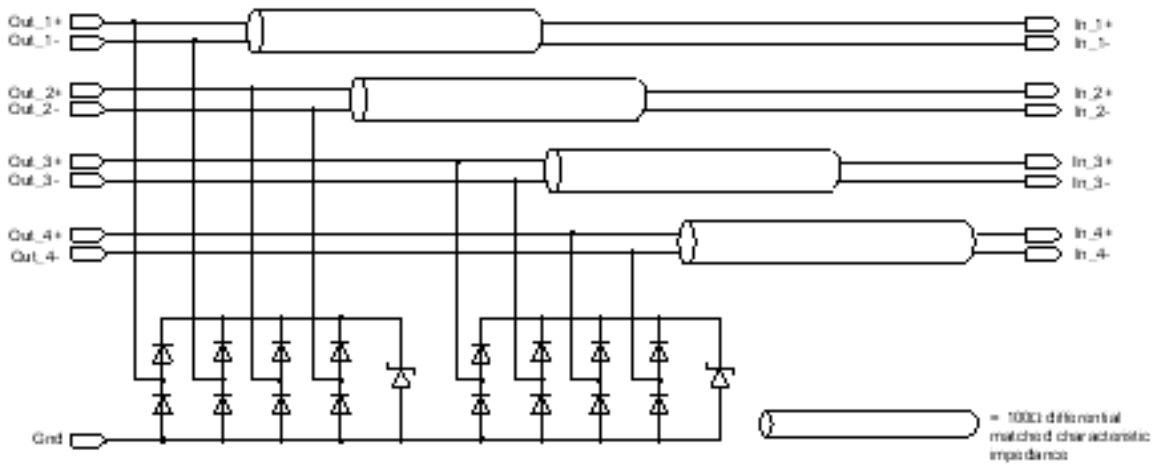 Out_1+
Out_1-
In_1+
In_1-
Out_2+
Out_2-
In_2+
In_2-
Out_3+
Out_3-
In_3+
In_3-
Out_4+
Out_4-
In_4+
In_4-
Gnd
= 100Ω differential
matched characteristic
impedance